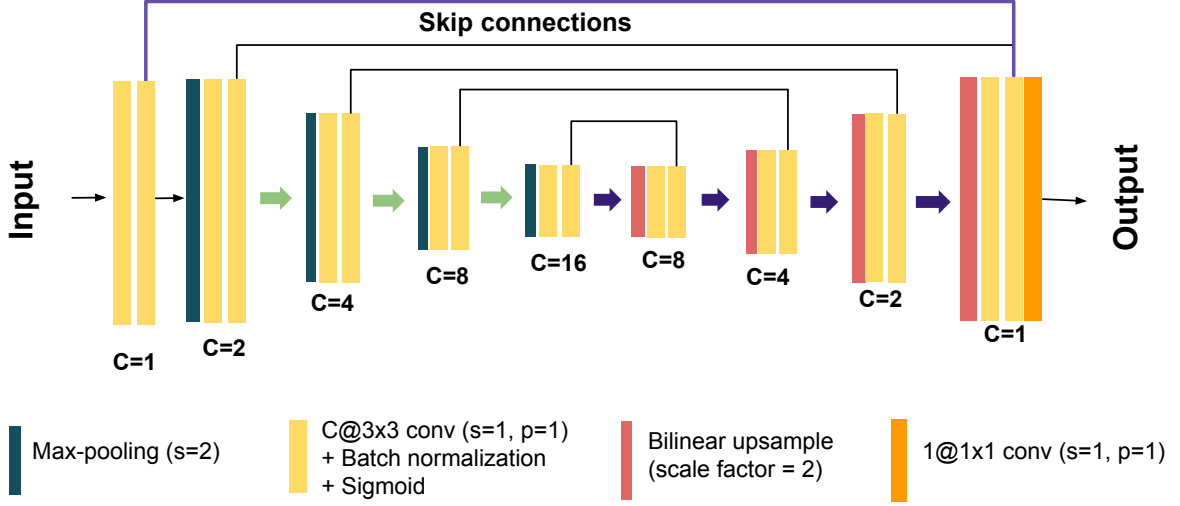 Skip connections
Input
Output
C=1
C=2
C=4
C=8
C=16
C=8
C=4
C=2
C=1
Max-pooling (s=2)
C@3x3 conv (s=1, p=1)
+ Batch normalization
+ Sigmoid
Bilinear upsample
(scale factor = 2)
1@1x1 conv (s=1, p=1)